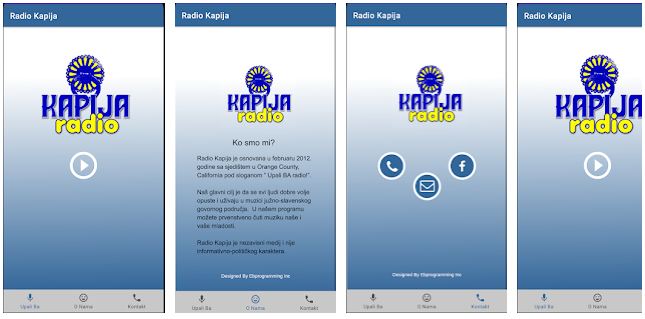 Radio Kapija
KAPIJA
radio
Upali Ba
O Nama
Kontakt
Radio Kapija
KAPIJA
radio
Ko smo mi?
Radio Kapija je osnovana u februaru 2012.
godine sa sjedištem u Orange County,
California pod sloganom " Upali BA radio!".
Naš glavni cilj je da se svi ljudi dobre volje
opuste i uživaju u muzici južno-slavenskog
govornog područja. U našem programu
možete prvenstveno čuti muziku naše i
vaše mladosti.
Radio Kapija je nezavisni medij i nije
informativno-političkog karaktera.
Designed By Ebprogramming Inc
Upali Ba
O Nama
Kontakt
Radio Kapija
KAPIJA
radio
Designed By Ebprogramming Inc
Upali Ba
O Nama
Kontakt
Radio Kapija
KAPIJA
radio
Upali Ba
O Nama